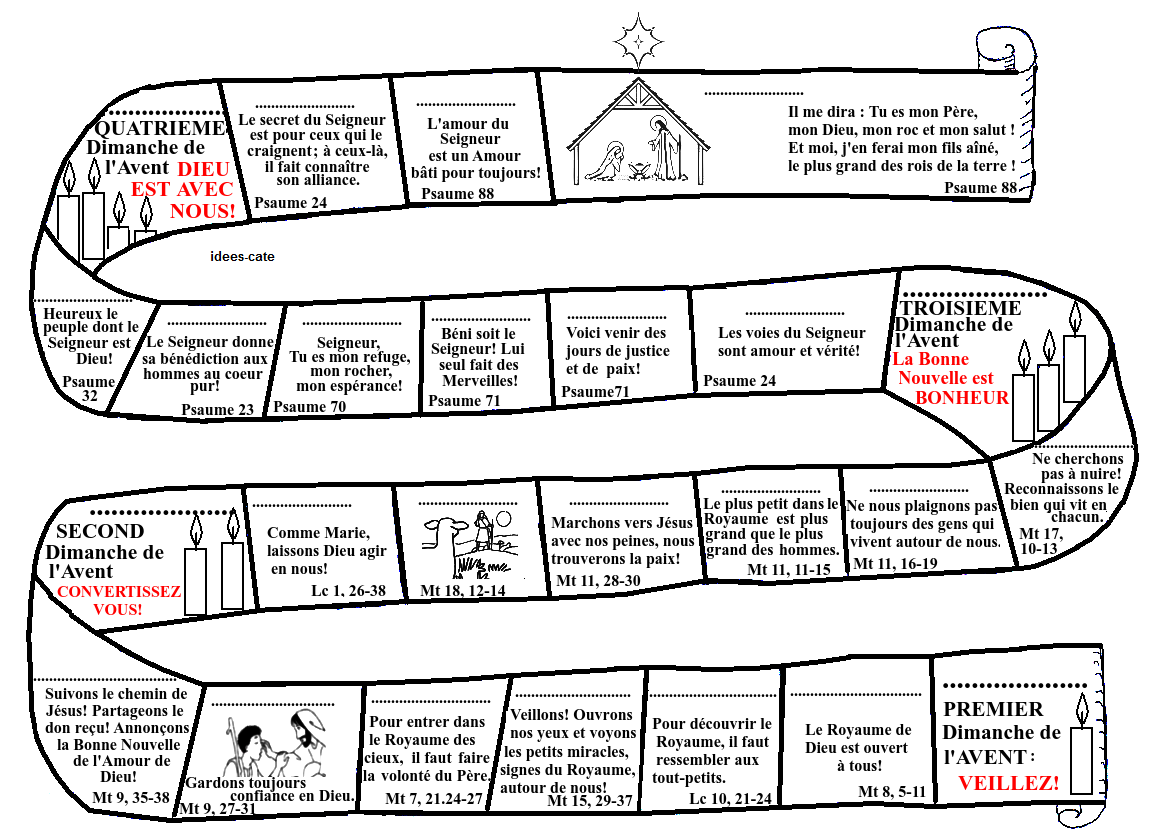 QUATRIEME
Dimanche de
l'Avent DIEU
EST AVEC
NOUS!
Le secret du Seigneur
est pour ceux qui le
craignent; à ceux-là,
il fait connaître
son alliance.
Psaume 24
L'amour du
Seigneur
est un Amour
bâti pour toujours!
Psaume 88
Il me dira : Tu es mon Père,
mon Dieu, mon roc et mon salut !
Et moi, j'en ferai mon fils aîné,
le plus grand des rois de la terre !
Psaume 88
idees-cate
Heureux le
peuple dont le
Seigneur est
Dieu!
Psaume
32
Le Seigneur donne
sa bénédiction aux
hommes au coeur
pur!
Psaume 23
Seigneur,
Tu es mon refuge,
mon rocher,
mon espérance!
Psaume 70
Béni soit le
Seigneur! Lui
seul fait des
Merveilles!
Psaume 71
Voici venir des
jours de justice
et de paix!
Psaume71
Les voies du Seigneur
sont amour et vérité!
Psaume 24
TROISIEME
Dimanche de
l'Avent
La Bonne
Nouvelle est
BONHEUR
Ne cherchons
pas à nuire!
Reconnaissons le
bien qui vit en
chacun.
Mt 17,
10-13
SECOND
Dimanche de
l'Avent
CONVERTISSEZ
VOUS!
Comme Marie,
laissons Dieu agir
en nous!
Lc 1, 26-38
Mt 18, 12-14
Marchons vers Jésus
avec nos peines, nous
trouverons la paix!
Mt 11, 28-30
Le plus petit dans le
Royaume est plus
grand que le plus
grand des hommes.
Mt 11, 11-15
Ne nous plaignons pas
toujours des gens qui
vivent autour de nous.
Mt 11, 16-19
Suivons le chemin de
Jésus! Partageons le
don reçu! Annonçons
la Bonne Nouvelle
de l'Amour de
Dieu!
Mt 9, 35-38
Gardons toujours
confiance en Dieu.
Mt 9, 27-31
Pour entrer dans
le Royaume des
cieux, il faut faire
la volonté du Père.
Mt 7, 21.24-27
Veillons! Ouvrons
nos yeux et voyons
les petits miracles,
signes du Royaume,
autour de nous!
Mt 15, 29-37
Pour découvrir le
Royaume, il faut
ressembler aux
tout-petits.
Lc 10, 21-24
Le Royaume de
Dieu est ouvert
à tous!
Mt 8, 5-11
PREMIER
Dimanche de
l'AVENT :
VEILLEZ!